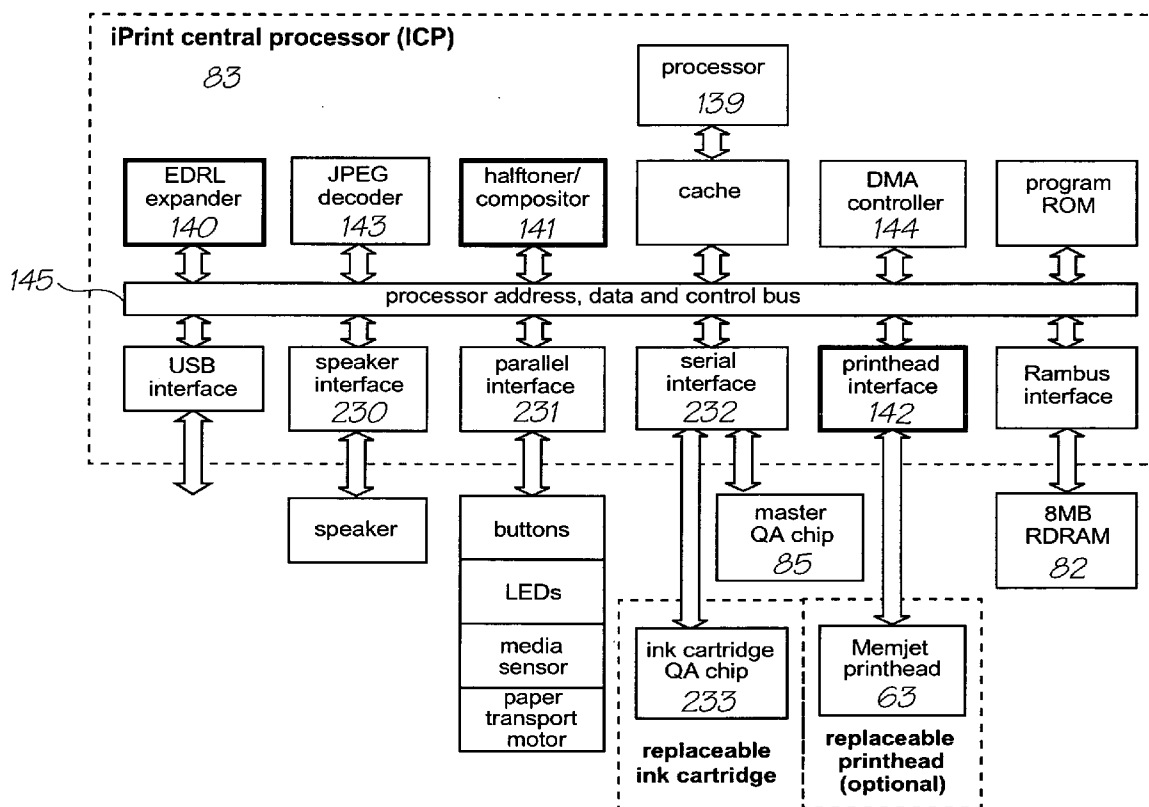 iPrint central processor (ICP)
83
processor
139
EDRL
expander
140
JPEG
decoder
143
halftoner/
compositor
141
cache
DMA
controller
144
program
ROM
145
processor address, data and control bus
USB
interface
speaker
interface
230
parallel
interface
231
serial
interface
232
printhead
interface
142
Rambus
interface
speaker
buttons
LEDs
media
sensor
paper
transport
motor
master
QA chip
85
8MB
RDRAM
82
ink cartridge
QA chip
233
replaceable
ink cartridge
Memjet
printhead
63
replaceable
printhead
(optional)